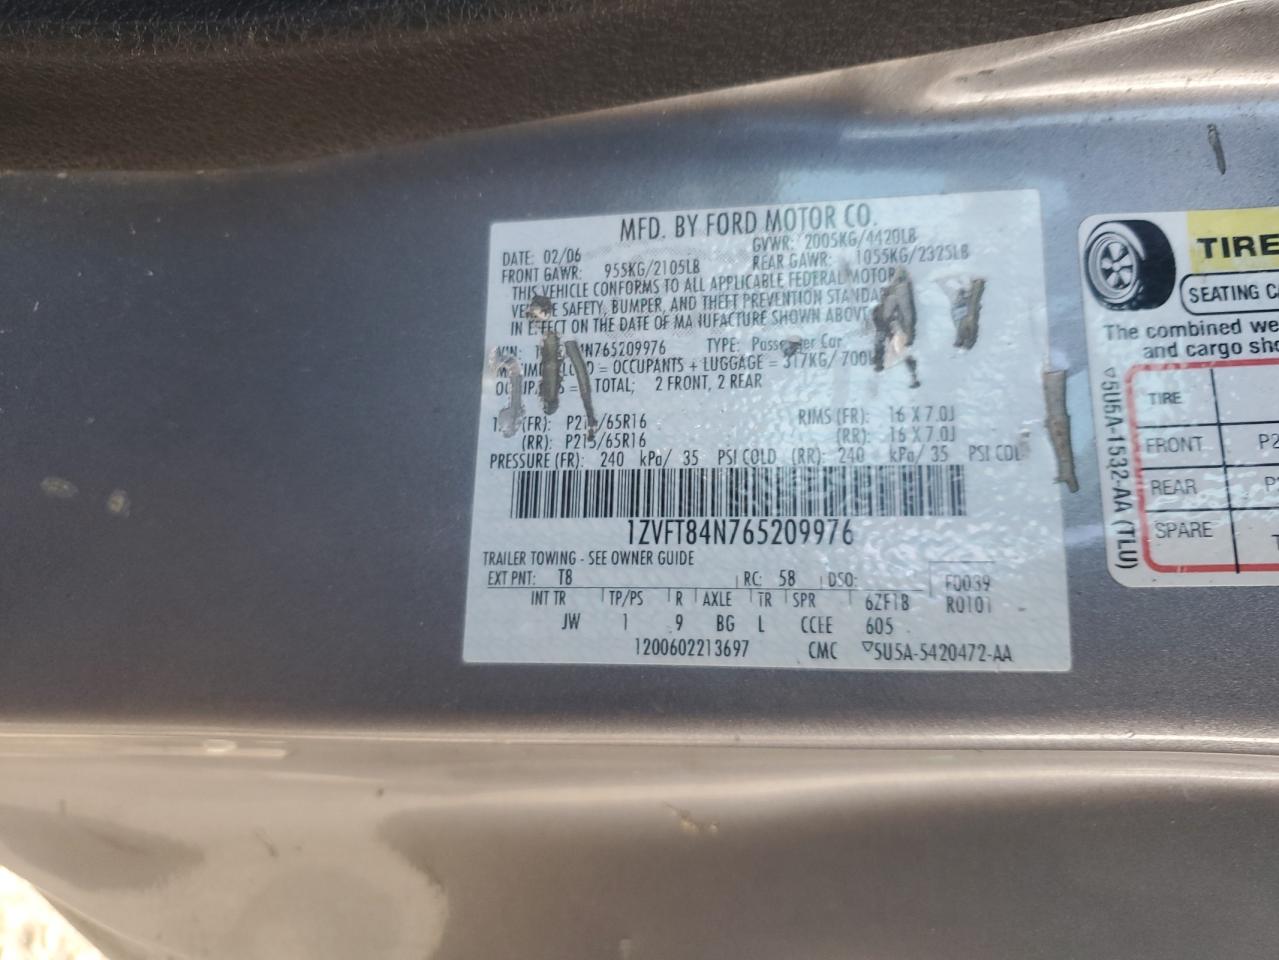 MFD. BY FORD MOTOR CO.
DATE: 02/06 GVWR: 2005KG/4420LB
FRONT GAWR: 955KG/2105LB REAR GAWR: 1055KG/2325LB
THIS VEHICLE CONFORMS TO ALL APPLICABLE FEDERAL MOTOR
SAFETY, BUMPER, AND THEFT PREVENTION
IN EFFECT ON THE DATE OF SHOWN ABOVE
VIN: N765209976 TYPE: Passenger Car
= OCCUPANTS + LUGGAGE = 317KG/ 700
= TOTAL; 2 FRONT, 2 REAR
(FR): P215/65R16 RIMS (FR): 16 X 7.0J
(RR): P215/65R16 (RR): 16 X 7.0J
PRESSURE (FR): 240 kPa/ 35 PSI COLD (RR): 240 kPa/ 35 PSI COL
1ZVFT84N765209976
TRAILER TOWING - SEE OWNER GUIDE
EXT PNT: T8 RC: 58 DSO: F0039
INT TR TP/PS R AXLE TR SPR 6ZF1B R0101
JW 1 9 BG L CCEE 605
1200602213697 CMC ▽5U5A-5420472-AA
TIRE
SEATING CA
The combined we
and cargo sho
▽5U5A-1532-AA (TLU)
TIRE
FRONT P2
REAR P2
SPARE T